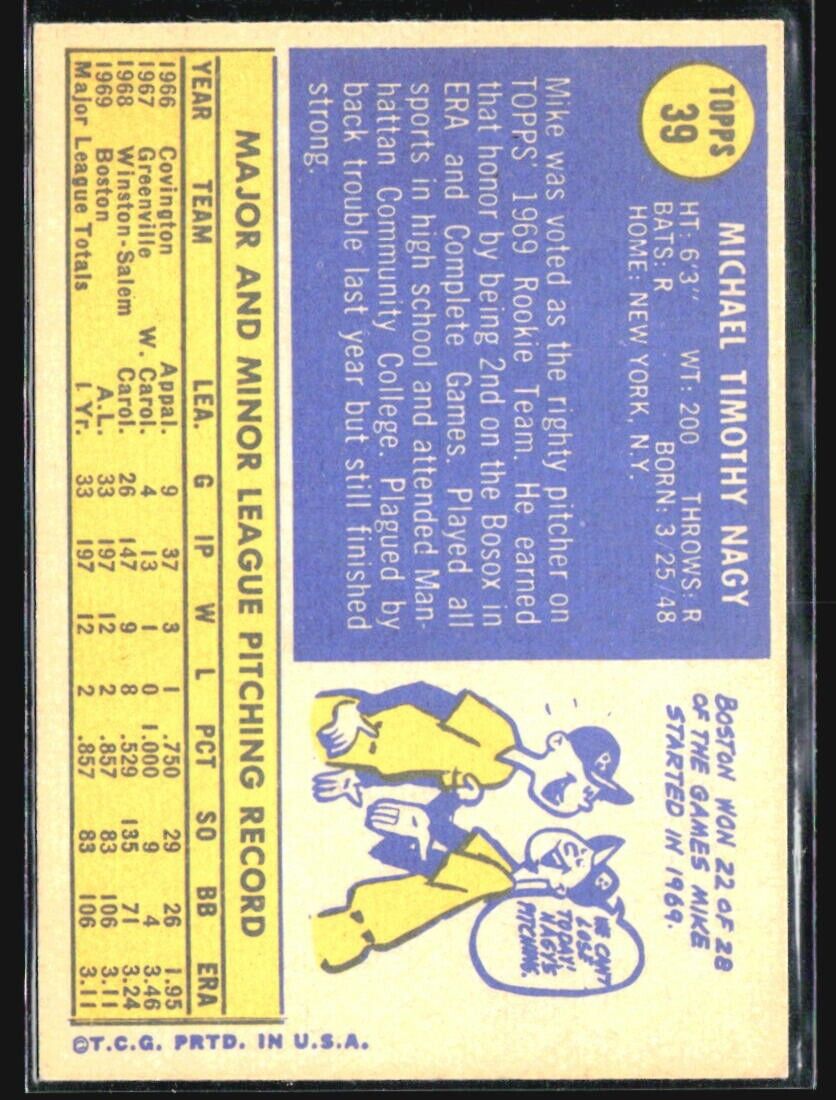 TOPPS
39
MICHAEL TIMOTHY NAGY
HT: 6'3" WT: 200 THROWS: R
BATS: R BORN: 3/25/48
HOME: NEW YORK, N.Y.
Mike was voted as the righty pitcher on
TOPPS' 1969 Rookie Team. He earned
that honor by being 2nd on the Bosox in
ERA and Complete Games. Played all
sports in high school and attended Man-
hattan Community College. Plagued by
back trouble last year but still finished
strong.
BOSTON WON 22 OF 28
OF THE GAMES MIKE
STARTED IN 1969.
B
B
WE CAN'T
LOSE
TODAY!
NAGY'S
PITCHING.
MAJOR AND MINOR LEAGUE PITCHING RECORD
YEAR TEAM LEA. G IP W L PCT SO BB ERA
1966 Covington Appal. 9 37 3 1 .750 29 26 1.95
1967 Greenville W. Carol. 4 13 1 0 1.000 9 4 3.46
1968 Winston-Salem Carol. 26 147 9 8 .529 135 71 3.24
1969 Boston A.L. 33 197 12 2 .857 83 106 3.11
Major League Totals 1 Yr. 33 197 12 2 .857 83 106 3.11
©T.C.G. PRTD. IN U.S.A.